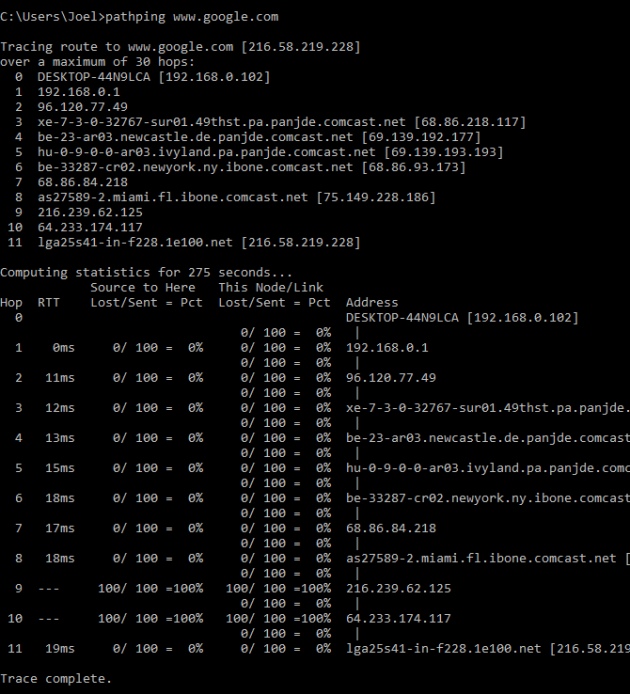 C:\Users\Joel>pathping www.google.com
Tracing route to www.google.com [216.58.219.228]
over a maximum of 30 hops:
  0  DESKTOP-44N9LCA [192.168.0.102]
  1  192.168.0.1
  2  96.120.77.49
  3  xe-7-3-0-32767-sur01.49thst.pa.panjde.comcast.net [68.86.218.117]
  4  be-23-ar03.newcastle.de.panjde.comcast.net [69.139.192.177]
  5  hu-0-9-0-0-ar03.ivyland.pa.panjde.comcast.net [69.139.193.193]
  6  be-33287-cr02.newyork.ny.ibone.comcast.net [68.86.93.173]
  7  68.86.84.218
  8  as27589-2.miami.fl.ibone.comcast.net [75.149.228.186]
  9  216.239.62.125
 10  64.233.174.117
 11  lga25s41-in-f228.1e100.net [216.58.219.228]
Computing statistics for 275 seconds...
            Source to Here   This Node/Link
Hop  RTT    Lost/Sent = Pct  Lost/Sent = Pct  Address
  0                                           DESKTOP-44N9LCA [192.168.0.102]
                                0/ 100 =  0%   |
  1    0ms     0/ 100 =  0%     0/ 100 =  0%  192.168.0.1
                                0/ 100 =  0%   |
  2   11ms     0/ 100 =  0%     0/ 100 =  0%  96.120.77.49
                                0/ 100 =  0%   |
  3   12ms     0/ 100 =  0%     0/ 100 =  0%  xe-7-3-0-32767-sur01.49thst.pa.panjde.
                                0/ 100 =  0%   |
  4   13ms     0/ 100 =  0%     0/ 100 =  0%  be-23-ar03.newcastle.de.panjde.comcast
                                0/ 100 =  0%   |
  5   15ms     0/ 100 =  0%     0/ 100 =  0%  hu-0-9-0-0-ar03.ivyland.pa.panjde.comc
                                0/ 100 =  0%   |
  6   18ms     0/ 100 =  0%     0/ 100 =  0%  be-33287-cr02.newyork.ny.ibone.comcast
                                0/ 100 =  0%   |
  7   17ms     0/ 100 =  0%     0/ 100 =  0%  68.86.84.218
                                0/ 100 =  0%   |
  8   18ms     0/ 100 =  0%     0/ 100 =  0%  as27589-2.miami.fl.ibone.comcast.net [
                                0/ 100 =  0%   |
  9  ---     100/ 100 =100%   100/ 100 =100%  216.239.62.125
                                0/ 100 =  0%   |
 10  ---     100/ 100 =100%   100/ 100 =100%  64.233.174.117
                                0/ 100 =  0%   |
 11   19ms     0/ 100 =  0%     0/ 100 =  0%  lga25s41-in-f228.1e100.net [216.58.219
Trace complete.